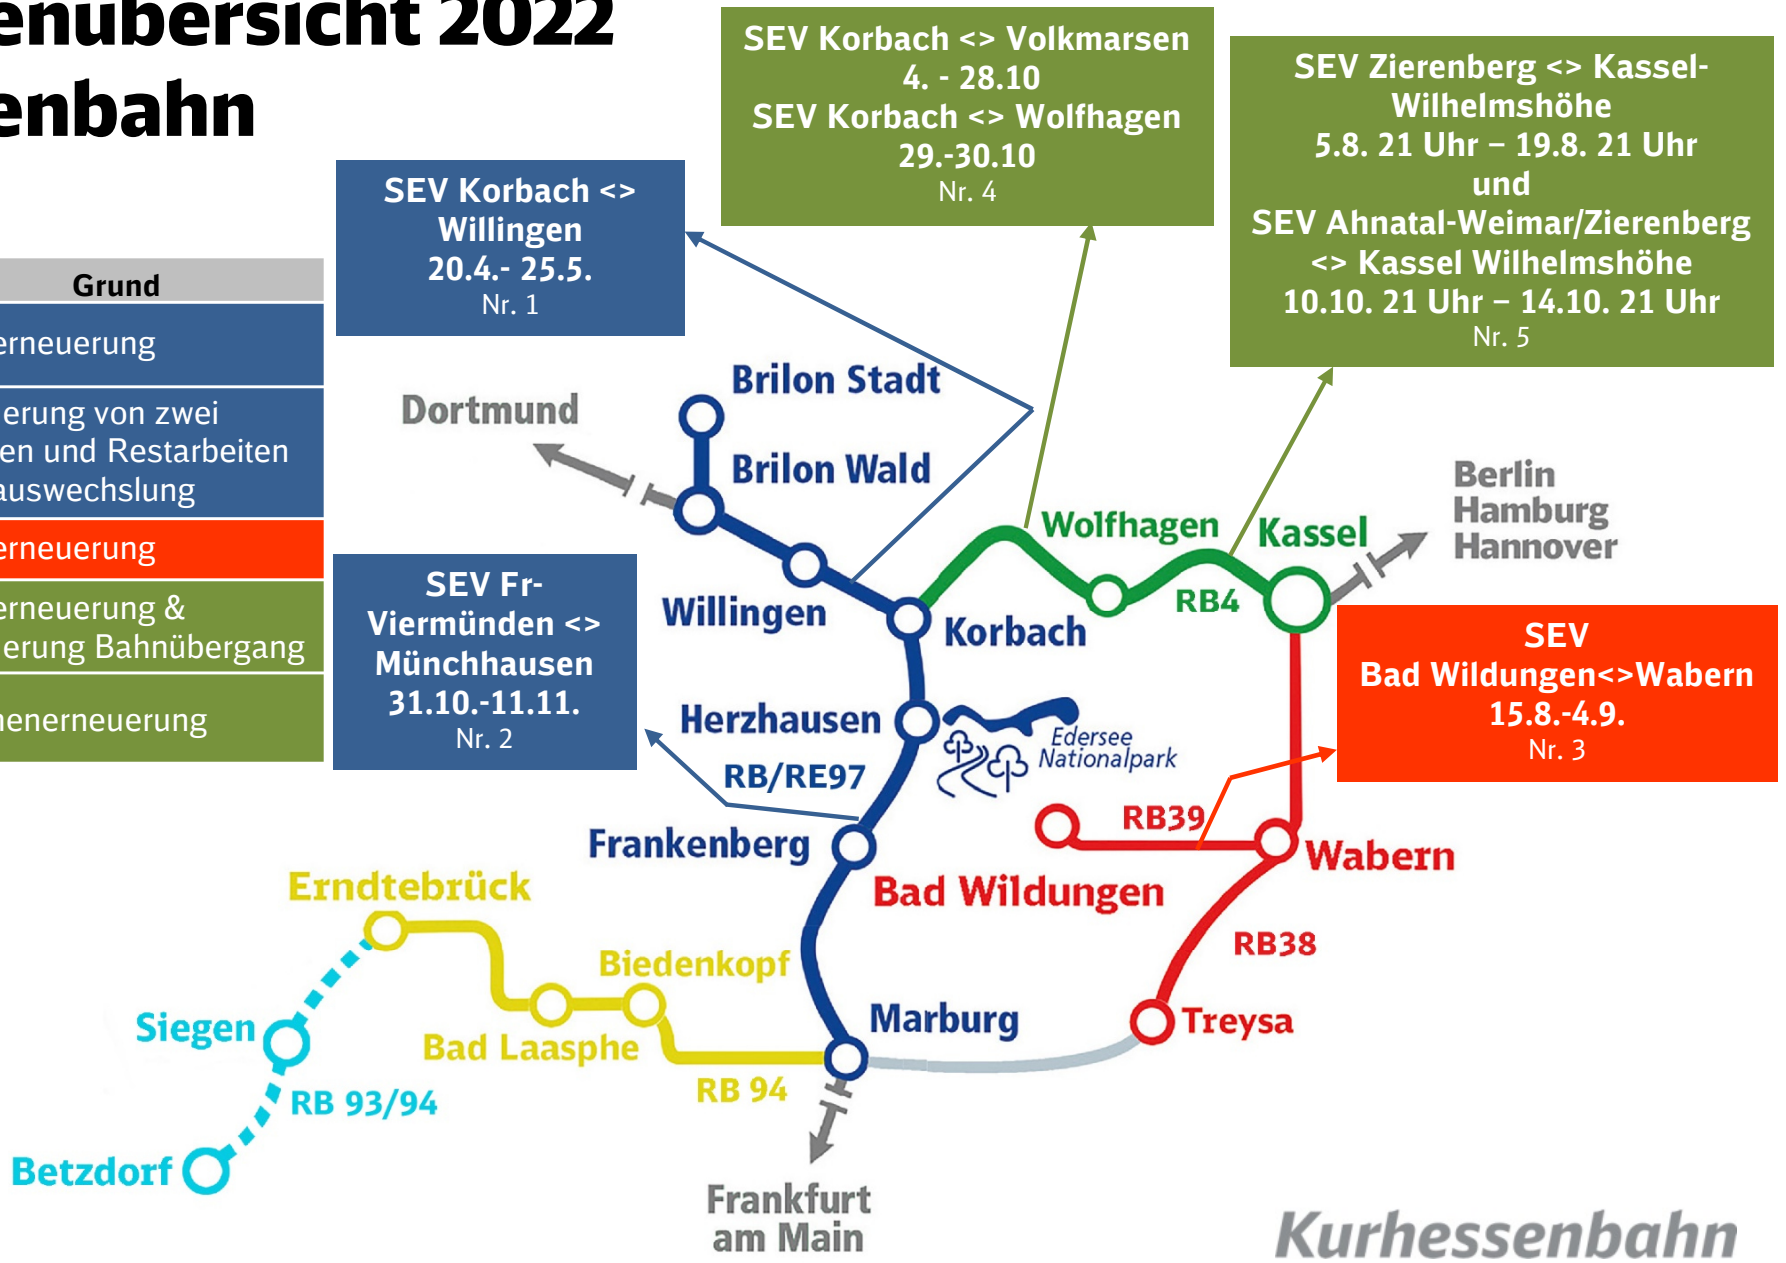 enübersicht 2022
enbahn
SEV Korbach <> Volkmarsen
4. - 28.10
SEV Korbach <> Wolfhagen
29.-30.10
Nr. 4
SEV Zierenberg <> Kassel-
Wilhelmshöhe
5.8. 21 Uhr – 19.8. 21 Uhr
und
SEV Ahnatal-Weimar/Zierenberg
<> Kassel Wilhelmshöhe
10.10. 21 Uhr – 14.10. 21 Uhr
Nr. 5
SEV Korbach <>
Willingen
20.4.- 25.5.
Nr. 1
Grund
erneuerung
erung von zwei
en und Restarbeiten
auswechslung
erneuerung
erneuerung &
erung Bahnübergang
nenerneuerung
Brilon Stadt
Dortmund
Brilon Wald
Berlin
Hamburg
Hannover
Wolfhagen
Kassel
RB4
SEV Fr-
Viermünden <>
Münchhausen
31.10.-11.11.
Nr. 2
Willingen
Korbach
SEV
Bad Wildungen<>Wabern
15.8.-4.9.
Nr. 3
Herzhausen
Edersee
Nationalpark
RB/RE97
RB39
Frankenberg
Wabern
Bad Wildungen
Erndtebrück
RB38
Biedenkopf
Siegen
Bad Laasphe
Marburg
Treysa
RB 94
RB 93/94
Betzdorf
Frankfurt
am Main
Kurhessenbahn